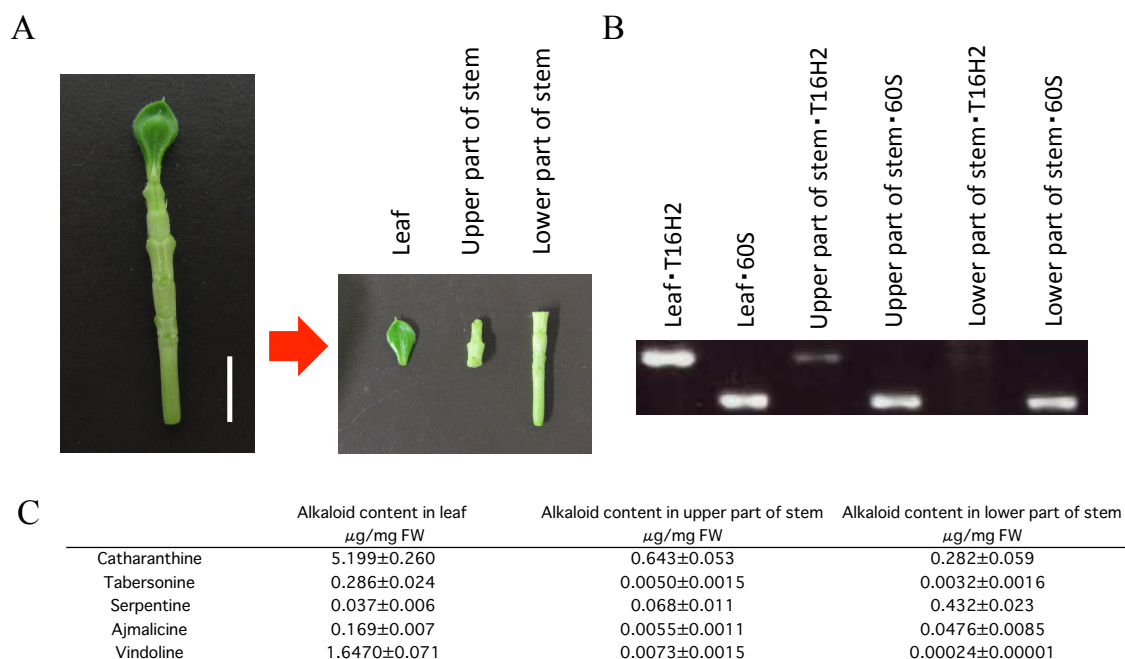 A
B
Leaf
Upper part of stem
Lower part of stem
Leaf・T16H2
Leaf・60S
Upper part of stem・T16H2
Upper part of stem・60S
Lower part of stem・T16H2
Lower part of stem・60S
C
Alkaloid content in leaf Alkaloid content in upper part of stem Alkaloid content in lower part of stem
μg/mg FW μg/mg FW μg/mg FW
Catharanthine 5.199±0.260 0.643±0.053 0.282±0.059
Tabersonine 0.286±0.024 0.0050±0.0015 0.0032±0.0016
Serpentine 0.037±0.006 0.068±0.011 0.432±0.023
Ajmalicine 0.169±0.007 0.0055±0.0011 0.0476±0.0085
Vindoline 1.6470±0.071 0.0073±0.0015 0.00024±0.00001